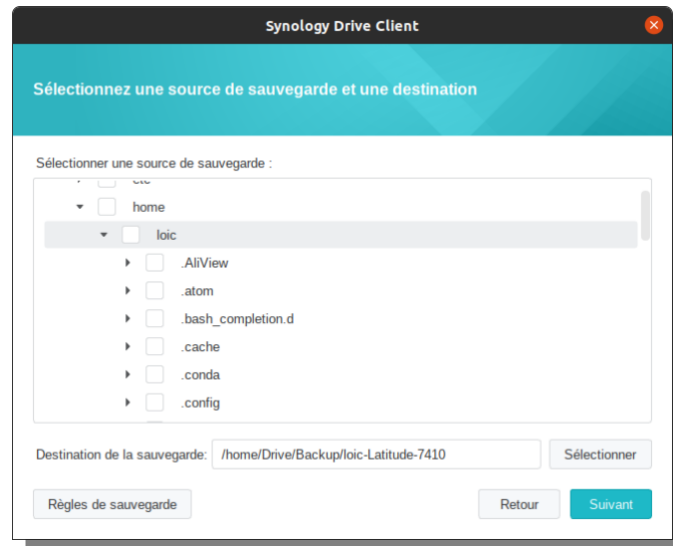 Synology Drive Client
Sélectionnez une source de sauvegarde et une destination
Sélectionner une source de sauvegarde :
etc
home
loic
.AliView
.atom
.bash_completion.d
.cache
.conda
.config
Destination de la sauvegarde: /home/Drive/Backup/loic-Latitude-7410 Sélectionner
Règles de sauvegarde Retour Suivant